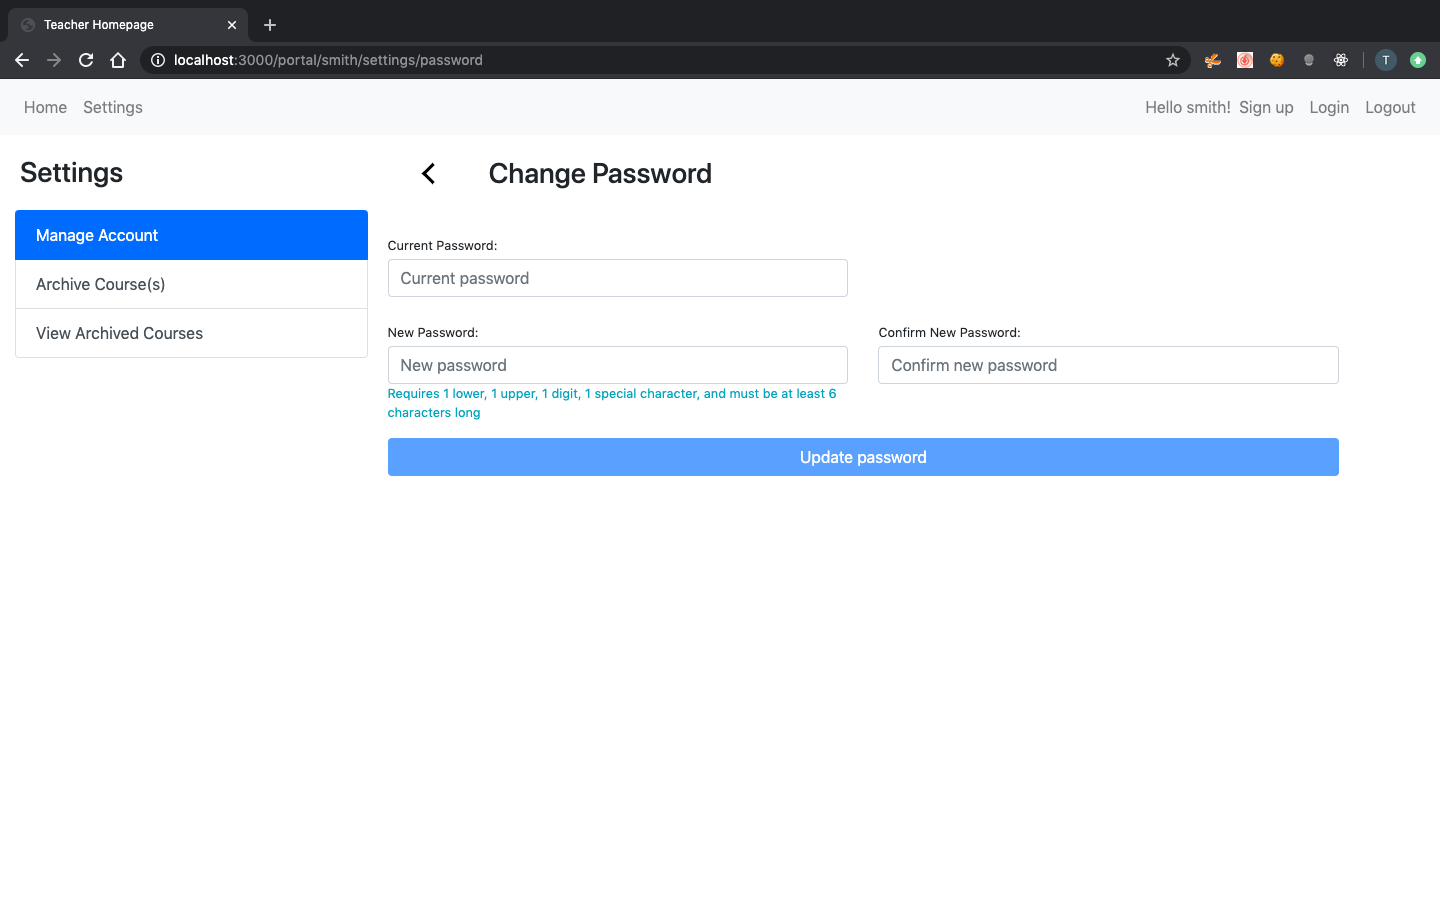 Teacher Homepage
localhost:3000/portal/smith/settings/password
T
Home Settings
Hello smith! Sign up Login Logout
Settings
Manage Account
Archive Course(s)
View Archived Courses
Change Password
Current Password:
Current password
New Password:
New password
Requires 1 lower, 1 upper, 1 digit, 1 special character, and must be at least 6
characters long
Confirm New Password:
Confirm new password
Update password